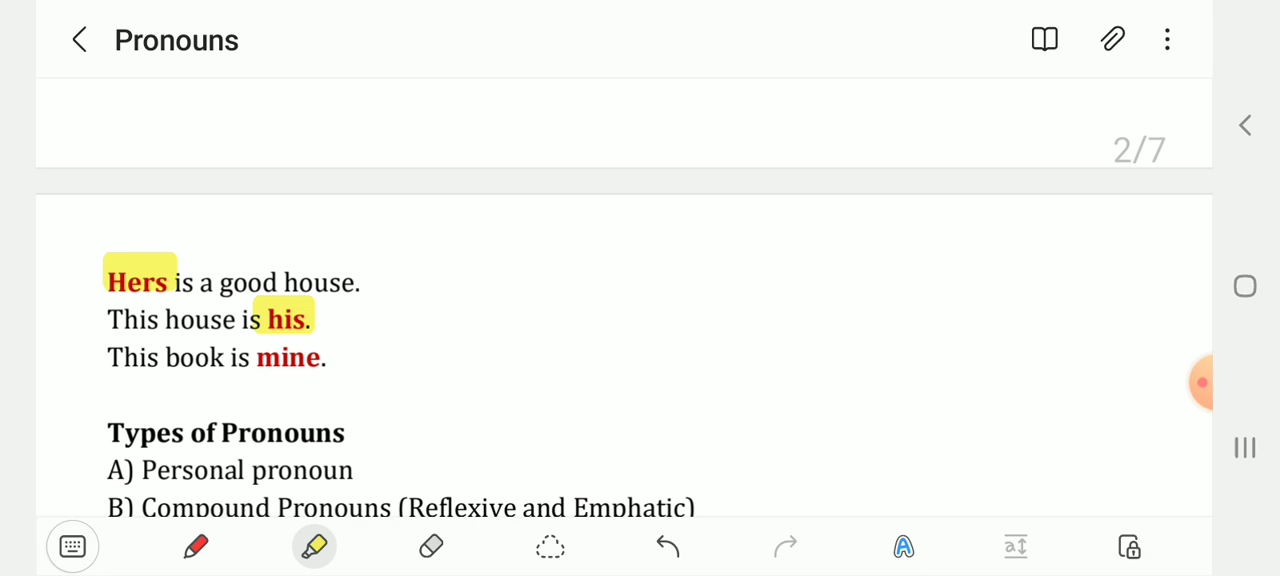 Pronouns
2/7
Hers is a good house.
This house is his.
This book is mine.
Types of Pronouns
A) Personal pronoun
B) Compound Pronouns (Reflexive and Emphatic)